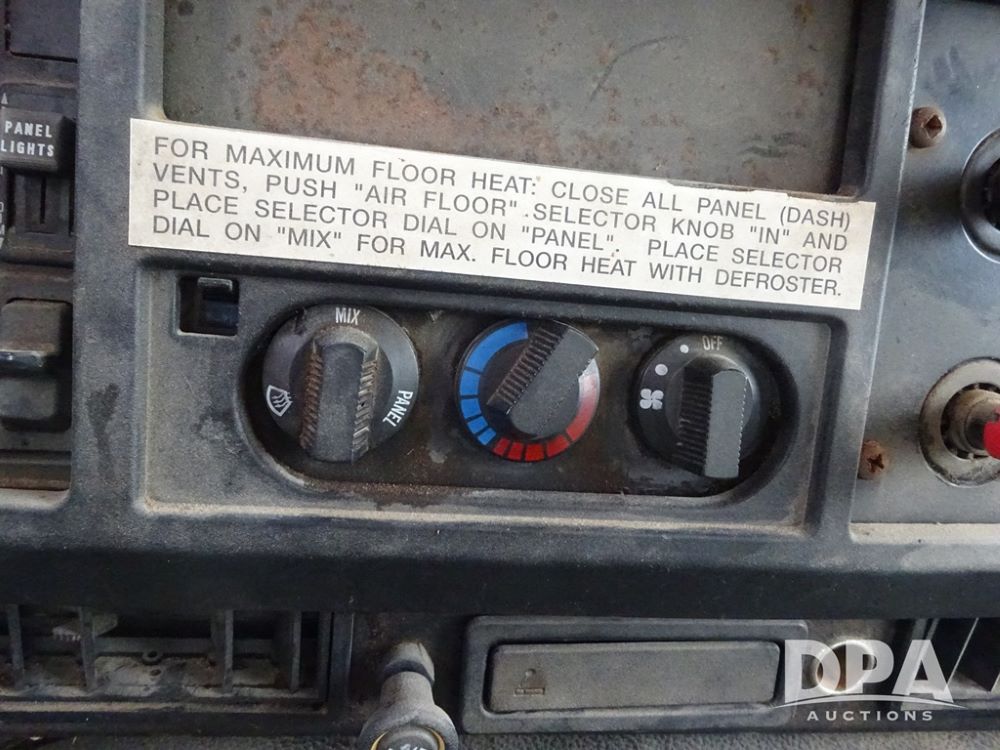 PANEL
LIGHTS
FOR MAXIMUM FLOOR HEAT: CLOSE ALL PANEL (DASH)
VENTS, PUSH "AIR FLOOR" SELECTOR KNOB "IN" AND
PLACE SELECTOR DIAL ON "PANEL". PLACE SELECTOR
DIAL ON "MIX" FOR MAX. FLOOR HEAT WITH DEFROSTER.
MIX
PANEL
OFF
DPA
AUCTIONS